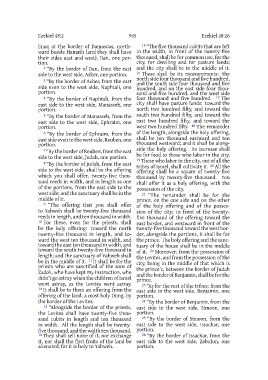 Ezekiel 48:2 945 Ezekiel 48:26
Enan at the border of Damascus, north-
ward beside Hamath (and they shall have
their sides east and west), Dan, one por-
tion.
2 “By the border of Dan, from the east
side to the west side, Asher, one portion.
3 “By the border of Asher, from the east
side even to the west side, Naphtali, one
portion.
4 “By the border of Naphtali, from the
east side to the west side, Manasseh, one
portion.
5 “By the border of Manasseh, from the
east side to the west side, Ephraim, one
portion.
6 “By the border of Ephraim, from the
east side even to the west side, Reuben, one
portion.
7 “By the border of Reuben, from the east
side to the west side, Judah, one portion.
8 “By the border of Judah, from the east
side to the west side, shall be the offering
which you shall offer, twenty-five thou-
sand reeds in width, and in length as one
of the portions, from the east side to the
west side; and the sanctuary shall be in the
middle of it.
9 “The offering that you shall offer
to Yahweh shall be twenty-five thousand
reeds in length, and ten thousand in width.
10 For these, even for the priests, shall
be the holy offering: toward the north
twenty-five thousand in length, and to-
ward the west ten thousand in width, and
toward the east ten thousand in width, and
toward the south twenty-five thousand in
length; and the sanctuary of Yahweh shall
be in the middle of it. 11 It shall be for the
priests who are sanctified of the sons of
Zadok, who have kept my instruction, who
didn’t go astray when the children of Israel
went astray, as the Levites went astray.
12 It shall be to them an offering from the
offering of the land, a most holy thing, by
the border of the Levites.
13 “Alongside the border of the priests,
the Levites shall have twenty-five thou-
sand cubits in length and ten thousand
in width. All the length shall be twenty-
five thousand, and the width ten thousand.
14 They shall sell none of it, nor exchange
it, nor shall the first fruits of the land be
alienated, for it is holy to Yahweh.
15 “The five thousand cubits that are left
in the width, in front of the twenty-five
thousand, shall be for common use, for the
city, for dwelling and for pasture lands;
and the city shall be in the middle of it.
16 These shall be its measurements: the
north side four thousand and five hundred,
and the south side four thousand and five
hundred, and on the east side four thou-
sand and five hundred, and the west side
four thousand and five hundred. 17 The
city shall have pasture lands: toward the
north two hundred fifty, and toward the
south two hundred fifty, and toward the
east two hundred fifty, and toward the
west two hundred fifty. 18 The remainder
of the length, alongside the holy offering,
shall be ten thousand eastward and ten
thousand westward; and it shall be along-
side the holy offering. Its increase shall
be for food to those who labor in the city.
19 Those who labor in the city, out of all the
tribes of Israel, shall cultivate it. 20 All the
offering shall be a square of twenty-five
thousand by twenty-five thousand. You
shall offer it as a holy offering, with the
possession of the city.
21 “The remainder shall be for the
prince, on the one side and on the other
of the holy offering and of the posses-
sion of the city; in front of the twenty-
five thousand of the offering toward the
east border, and westward in front of the
twenty-five thousand toward the west bor-
der, alongside the portions, it shall be for
the prince. The holy offering and the sanc-
tuary of the house shall be in the middle
of it. 22 Moreover, from the possession of
the Levites, and from the possession of the
city, being in the middle of that which is
the prince’s, between the border of Judah
and the border of Benjamin, shall be for the
prince.
23 “As for the rest of the tribes: from the
east side to the west side, Benjamin, one
portion.
24 “By the border of Benjamin, from the
east side to the west side, Simeon, one
portion.
25 “By the border of Simeon, from the
east side to the west side, Issachar, one
portion.
26 “By the border of Issachar, from the
east side to the west side, Zebulun, one
portion.